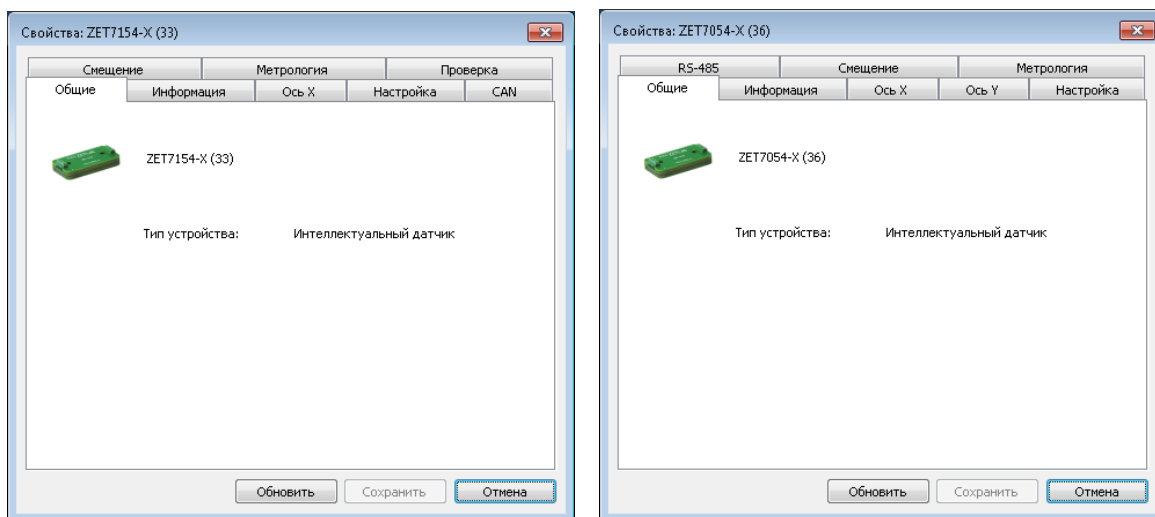 Свойства: ZET7154-X (33)
Смещение Метрология Проверка
Общие Информация Ось X Настройка CAN
ZET7154-X (33)
Тип устройства: Интеллектуальный датчик
Обновить Сохранить Отмена
Свойства: ZET7054-X (36)
RS-485 Смещение Метрология
Общие Информация Ось X Ось Y Настройка
ZET7054-X (36)
Тип устройства: Интеллектуальный датчик
Обновить Сохранить Отмена